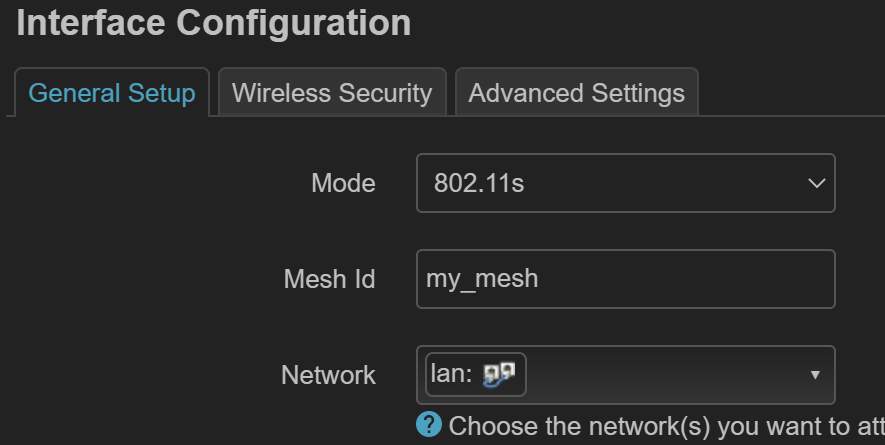 Interface Configuration
General Setup Wireless Security Advanced Settings
Mode 802.11s
Mesh Id my_mesh
Network lan:
? Choose the network(s) you want to att